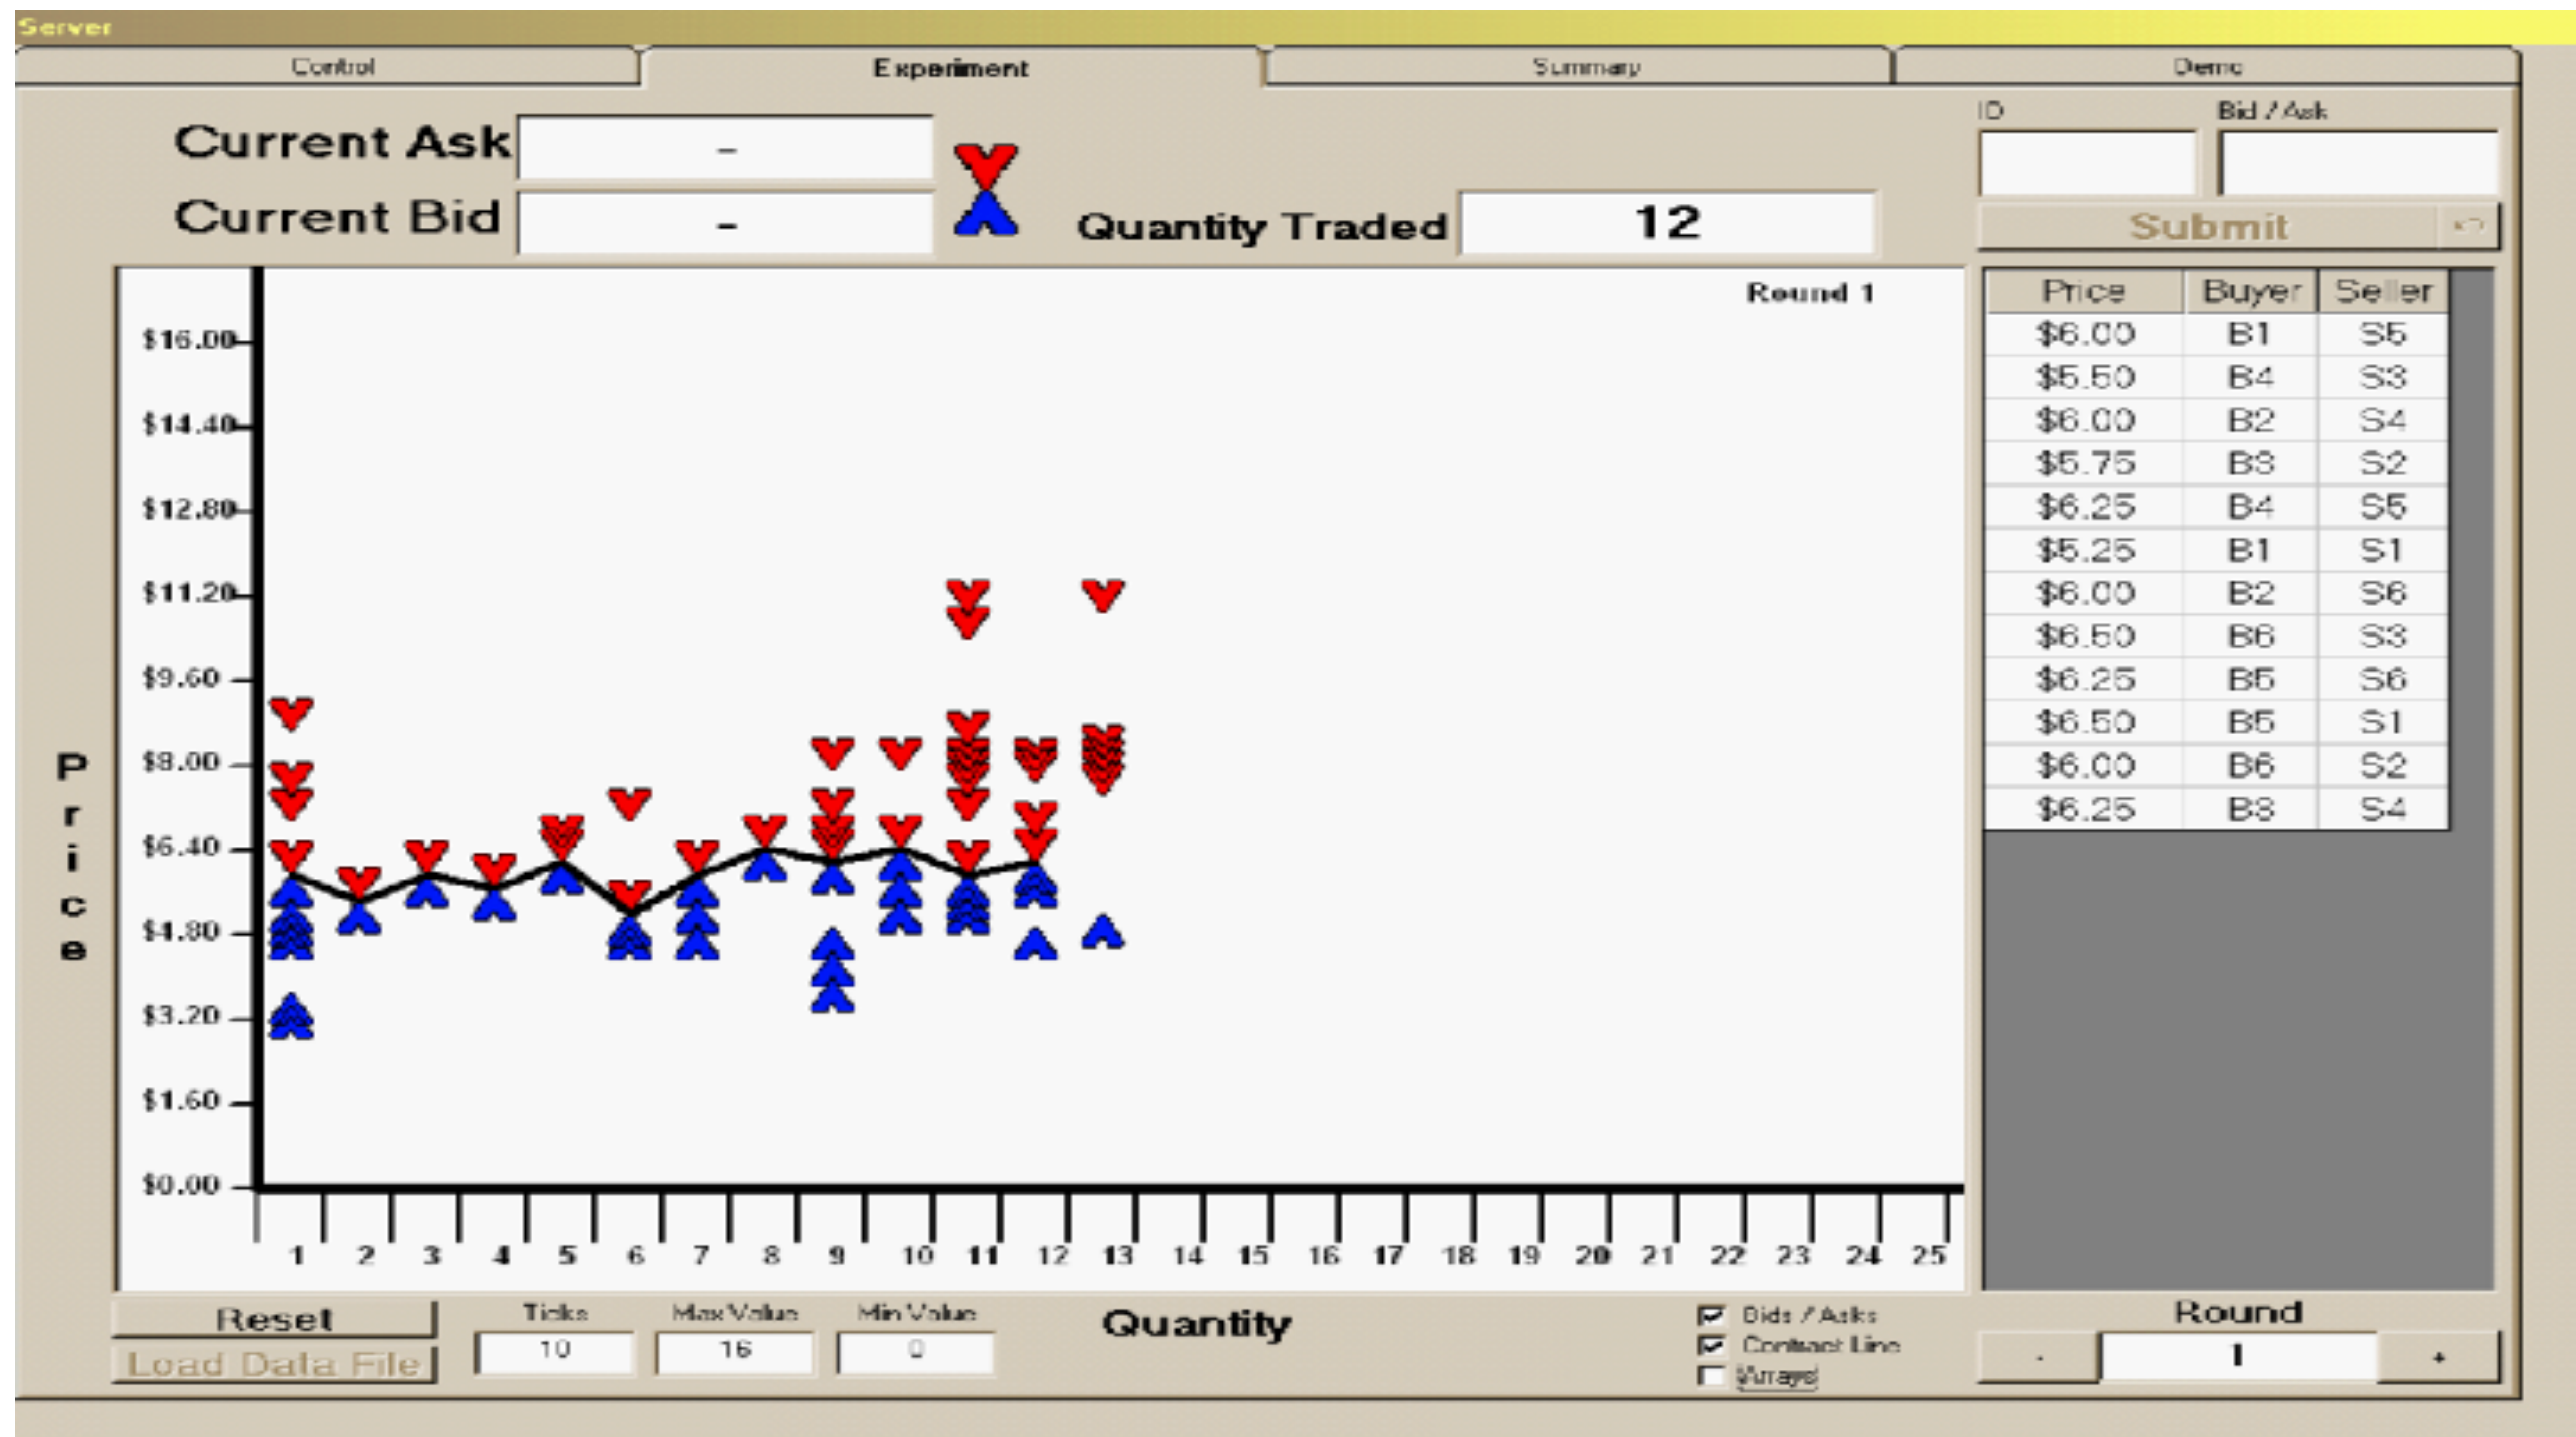 Server
Control Experiment Summary Demo
ID Bid / Ask
Current Ask -
Current Bid -
Quantity Traded 12
Submit
Round 1
Price Buyer Seller
$6.00 B1 S5
$5.50 B4 S3
$6.00 B2 S4
$5.75 B3 S2
$6.25 B4 S5
$5.25 B1 S1
$6.00 B2 S6
$6.50 B6 S3
$6.25 B5 S6
$6.50 B5 S1
$6.00 B6 S2
$6.25 B3 S4
Price
$16.00
$14.40
$12.80
$11.20
$9.60
$8.00
$6.40
$4.80
$3.20
$1.60
$0.00
1 2 3 4 5 6 7 8 9 10 11 12 13 14 15 16 17 18 19 20 21 22 23 24 25
Quantity
Reset
Load Data File
Ticks Max Value Min Value
10 16 0
Bids / Asks
Contract Line
Arrays
Round
- 1 +